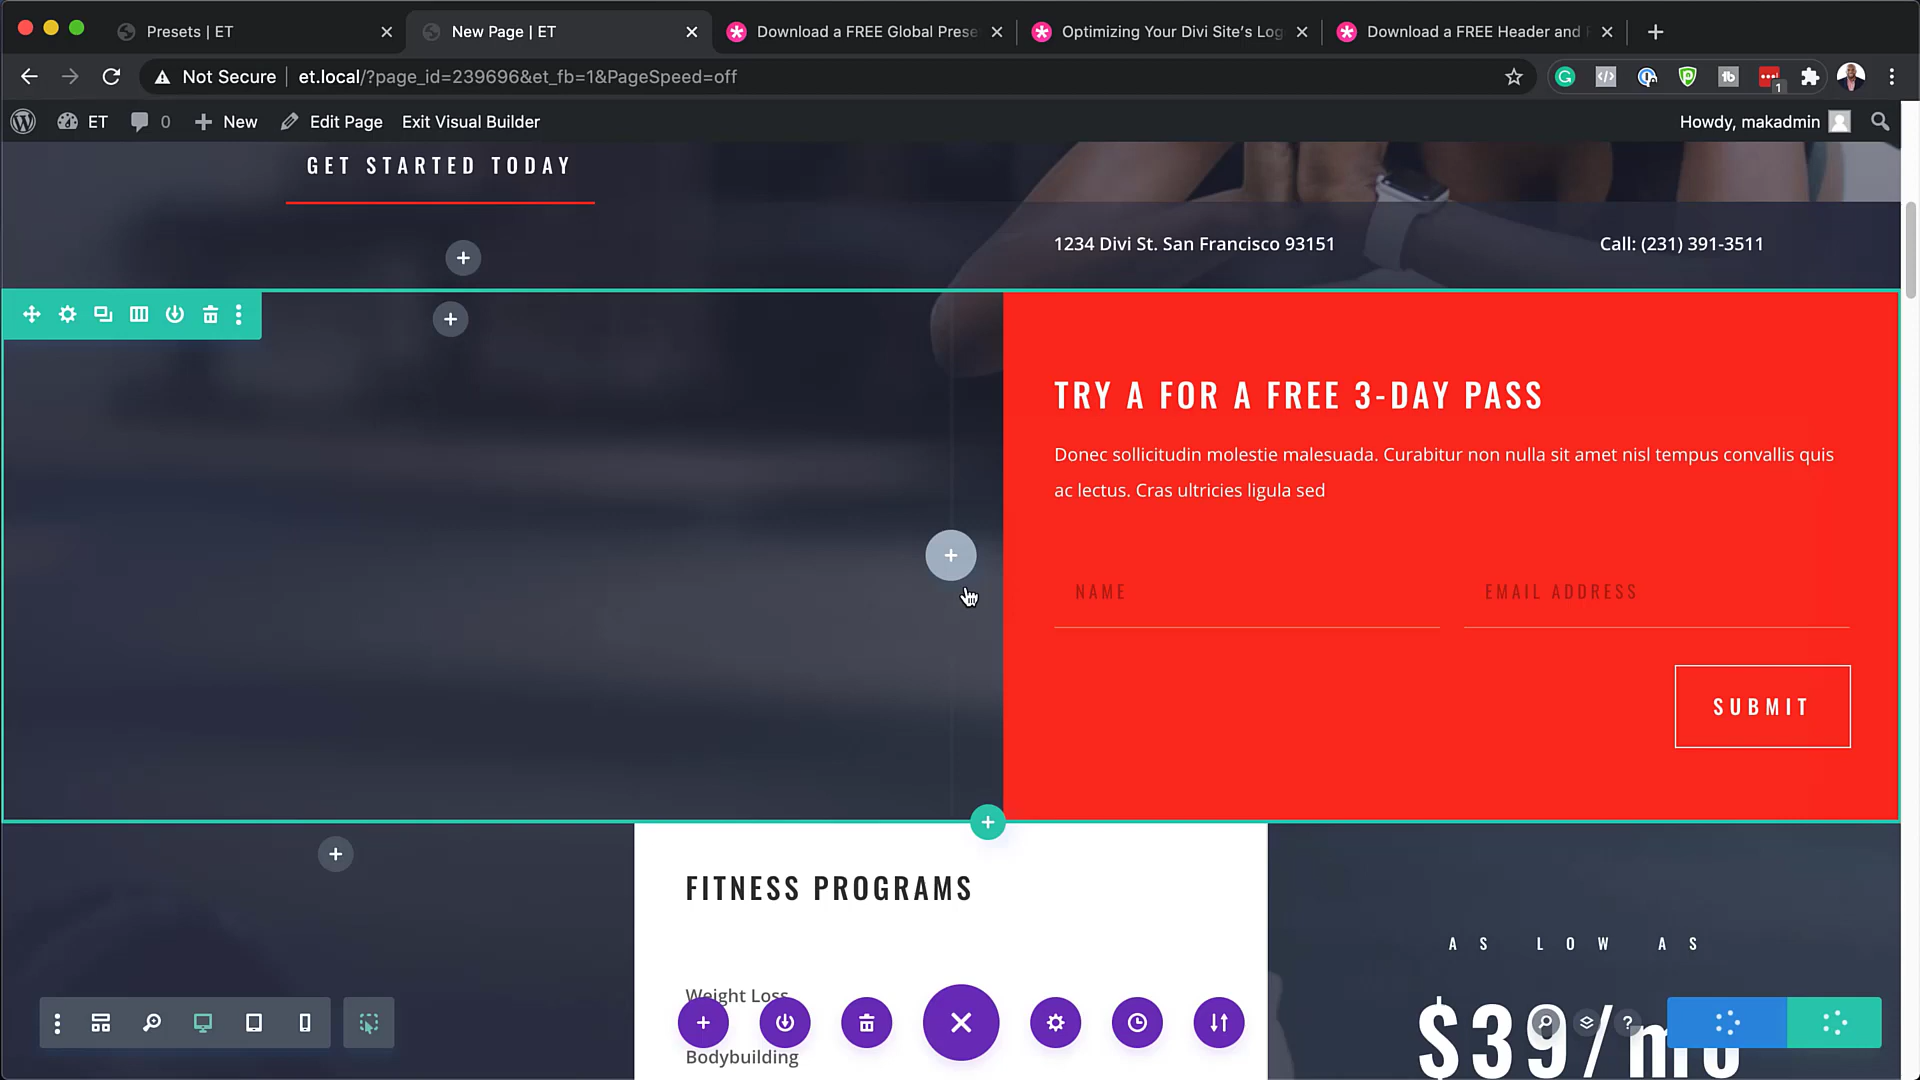 Presets | ET
New Page | ET
Download a FREE Global Prese
Optimizing Your Divi Site's Log
Download a FREE Header and
Not Secure
et.local/?page_id=239696&et_fb=1&PageSpeed=off
1
ET
0
New
Edit Page
Exit Visual Builder
Howdy, makadmin
GET STARTED TODAY
1234 Divi St. San Francisco 93151
Call: (231) 391-3511
TRY A FOR A FREE 3-DAY PASS
Donec sollicitudin molestie malesuada. Curabitur non nulla sit amet nisl tempus convallis quis
ac lectus. Cras ultricies ligula sed
NAME
EMAIL ADDRESS
SUBMIT
FITNESS PROGRAMS
AS LOW AS
Weight Loss
$39/mo
Bodybuilding